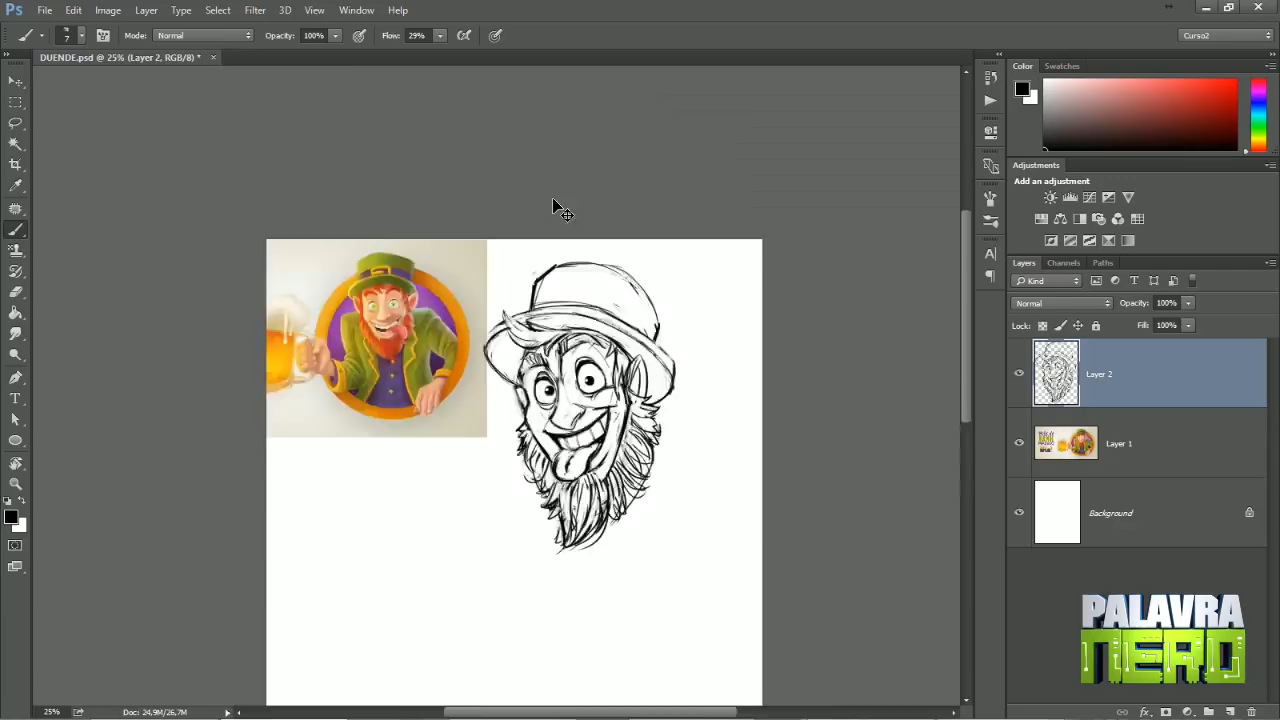 Ps File Edit Image Layer Type Select Filter 3D View Window Help
7 Mode: Normal Opacity: 100% Flow: 29% Curso2
DUENDE.psd @ 25% (Layer 2, RGB/8) * ×
Color Swatches
Adjustments
Add an adjustment
Layers Channels Paths
Kind
Normal Opacity: 100%
Lock: Fill: 100%
Layer 2
Layer 1
Background
PALAVRA
NERD
25% Doc: 24,9M/26,7M